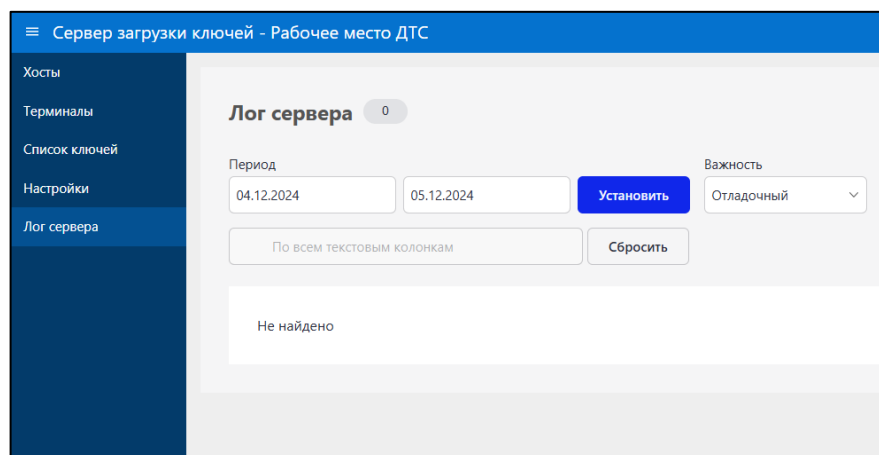 Сервер загрузки ключей - Рабочее место ДТС
Хосты
Терминалы
Список ключей
Настройки
Лог сервера
Лог сервера 0
Период
04.12.2024 05.12.2024 Установить
Важность
Отладочный
По всем текстовым колонкам Сбросить
Не найдено